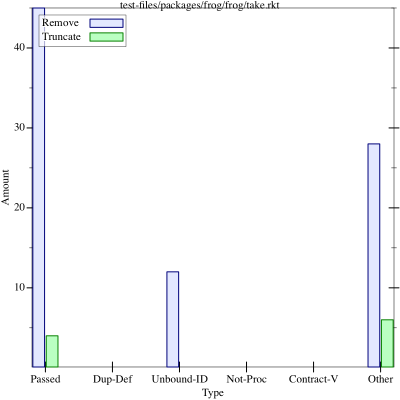 test-files/packages/frog/frog/take.rkt
Remove
Truncate
40
30
20
10
Amount
Passed Dup-Def Unbound-ID Not-Proc Contract-V Other
Type